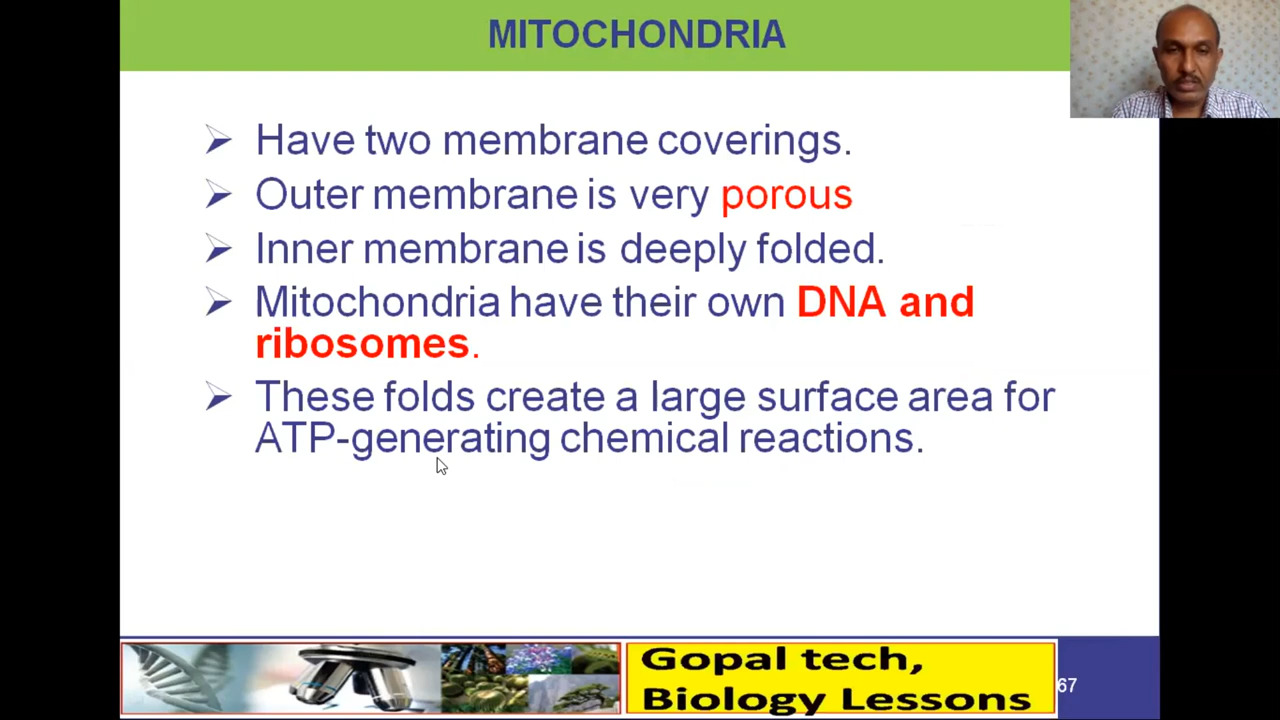 MITOCHONDRIA
Have two membrane coverings.
Outer membrane is very porous
Inner membrane is deeply folded.
Mitochondria have their own DNA and
ribosomes.
These folds create a large surface area for
ATP-generating chemical reactions.
Gopal tech,
Biology Lessons
67